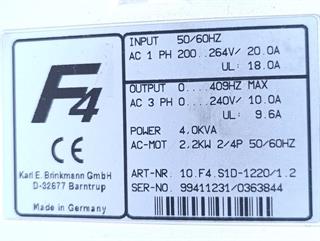 F4
CE
Karl E. Brinkmann GmbH
D-32677 Barntrup
Made in Germany
INPUT 50/60HZ
AC 1 PH 200...264V/ 20.0A
UL: 18.0A
OUTPUT 0....409HZ MAX
AC 3 PH 0....240V/ 10.0A
UL: 9.6A
POWER 4.0KVA
AC-MOT. 2.2KW 2/4P 50/60HZ
ART-NR. 10.F4.S1D-1220/1.2
SER-NO. 99411231/0363844